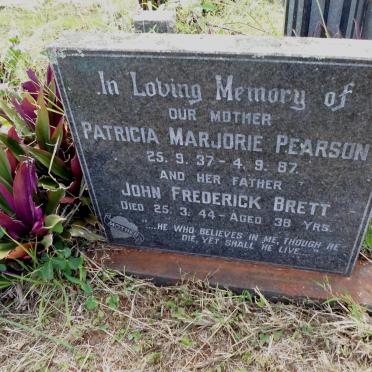 In Loving Memory of
OUR MOTHER
PATRICIA MARJORIE PEARSON
25. 9. 37 - 4. 9. 87.
AND HER FATHER
JOHN FREDERICK BRETT
DIED 25. 3. 44 - AGED 38 YRS.
...HE WHO BELIEVES IN ME, THOUGH HE
DIE, YET SHALL HE LIVE...